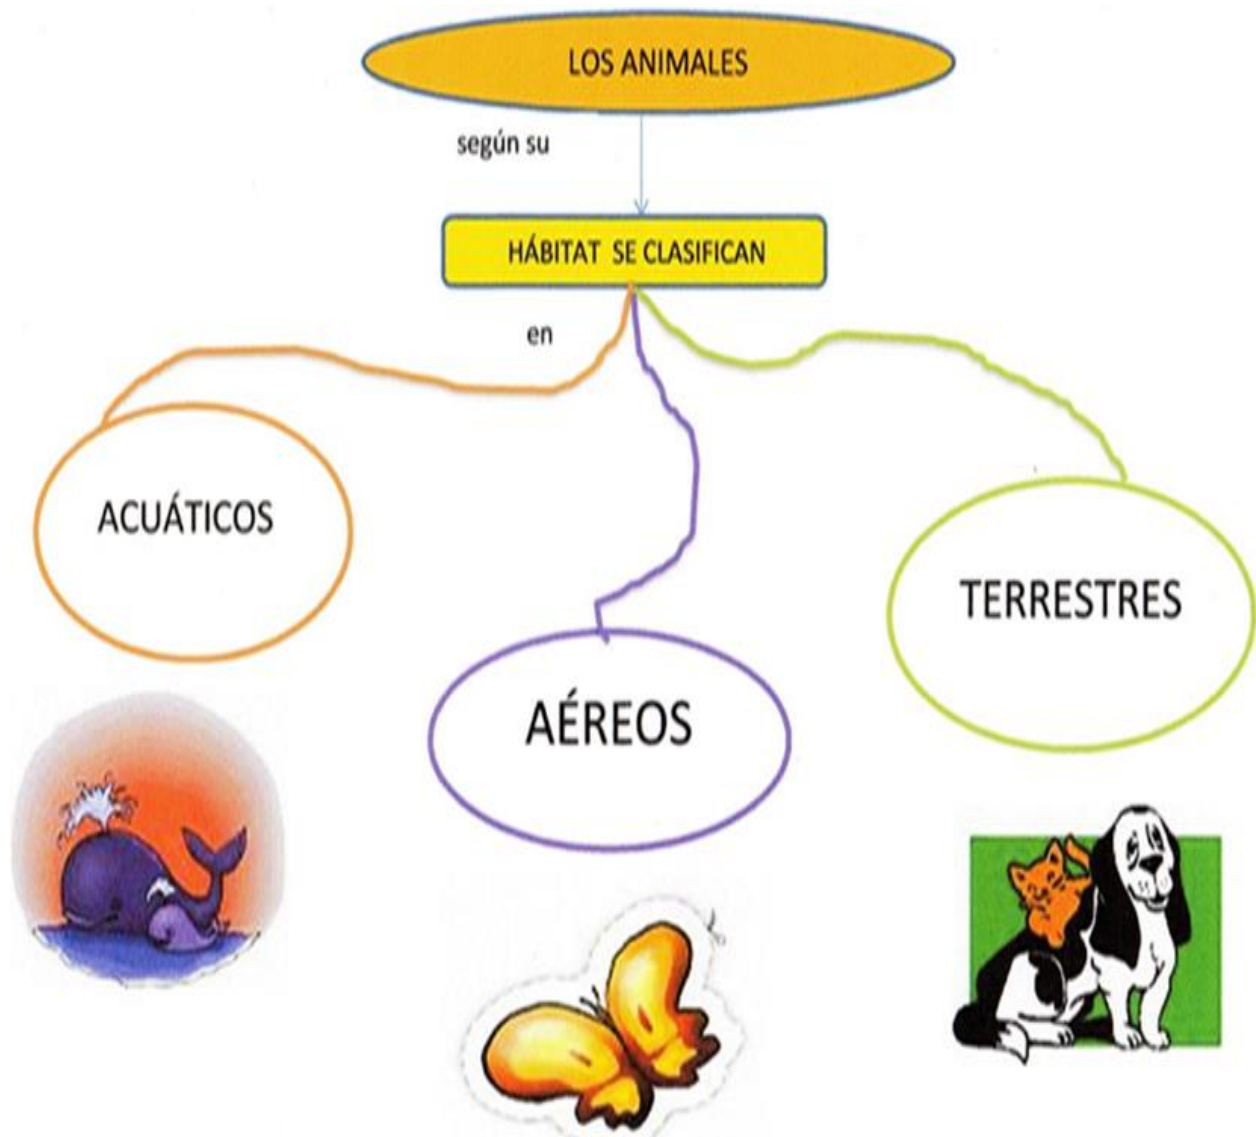 LOS ANIMALES
según su
HÁBITAT SE CLASIFICAN
en
ACUÁTICOS
AÉREOS
TERRESTRES